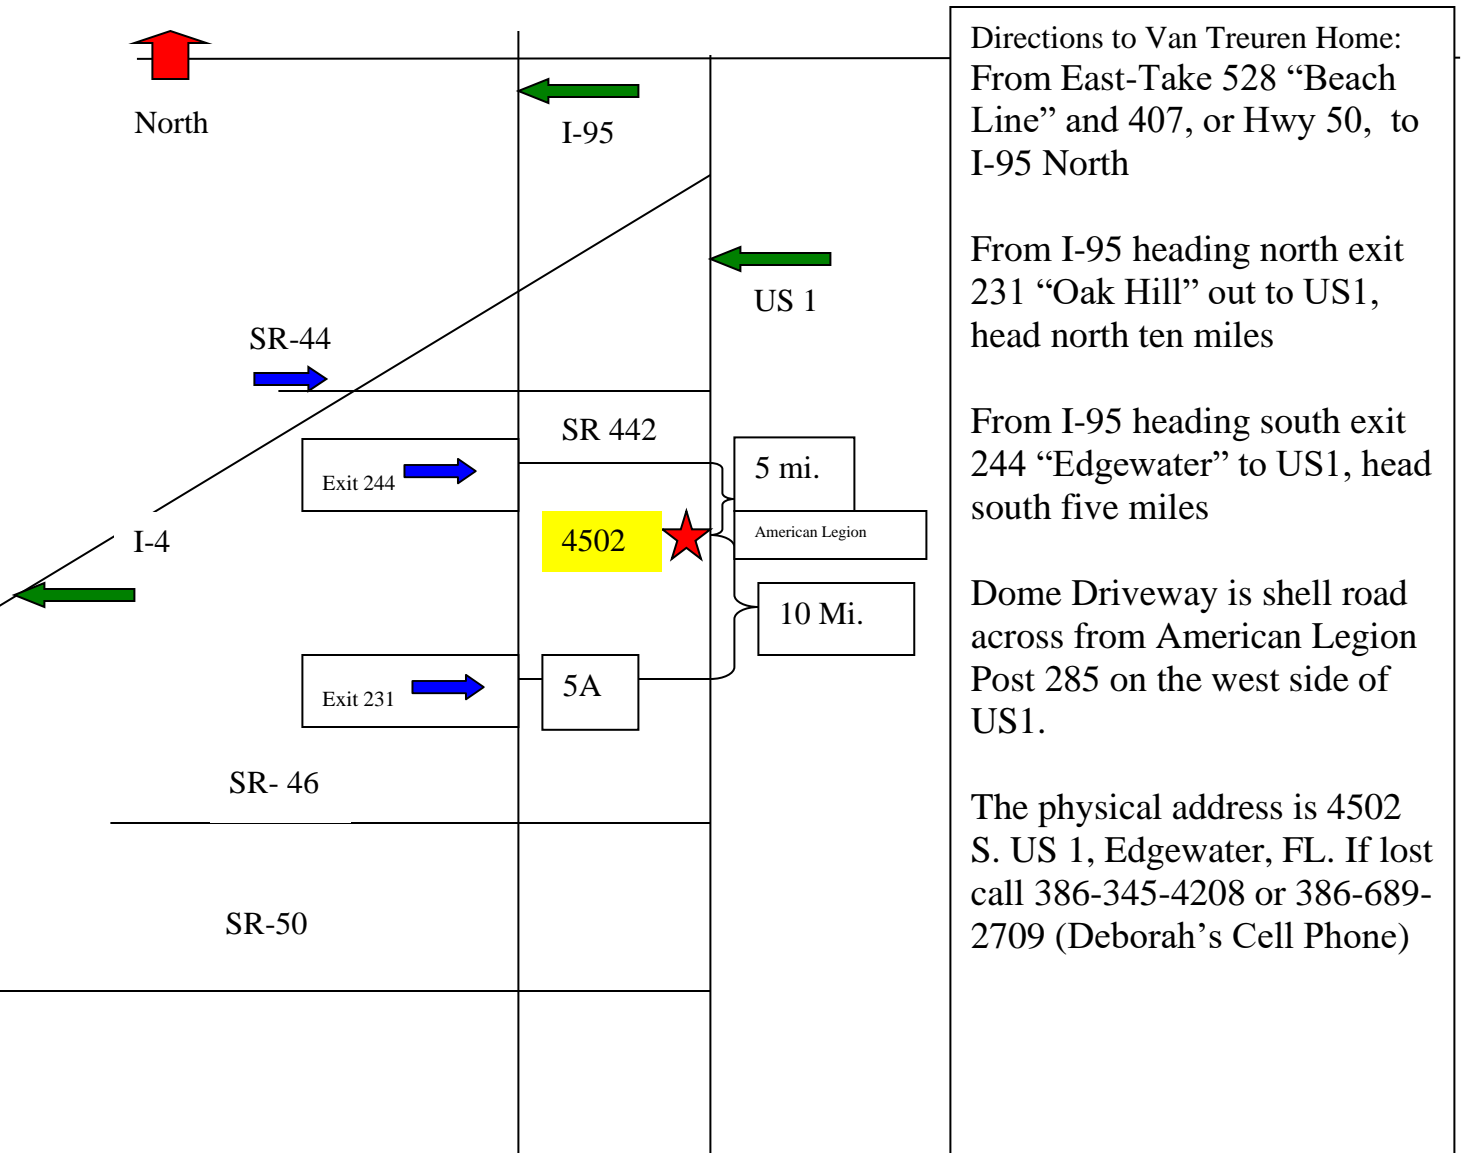 North
I-95
US 1
SR-44
SR 442
Exit 244
5 mi.
4502
American Legion
I-4
10 Mi.
Exit 231
5A
SR- 46
SR-50
Directions to Van Treuren Home:
From East-Take 528 “Beach
Line” and 407, or Hwy 50,  to
I-95 North
From I-95 heading north exit
231 “Oak Hill” out to US1,
head north ten miles
From I-95 heading south exit
244 “Edgewater” to US1, head
south five miles
Dome Driveway is shell road
across from American Legion
Post 285 on the west side of
US1.
The physical address is 4502
S. US 1, Edgewater, FL. If lost
call 386-345-4208 or 386-689-
2709 (Deborah’s Cell Phone)